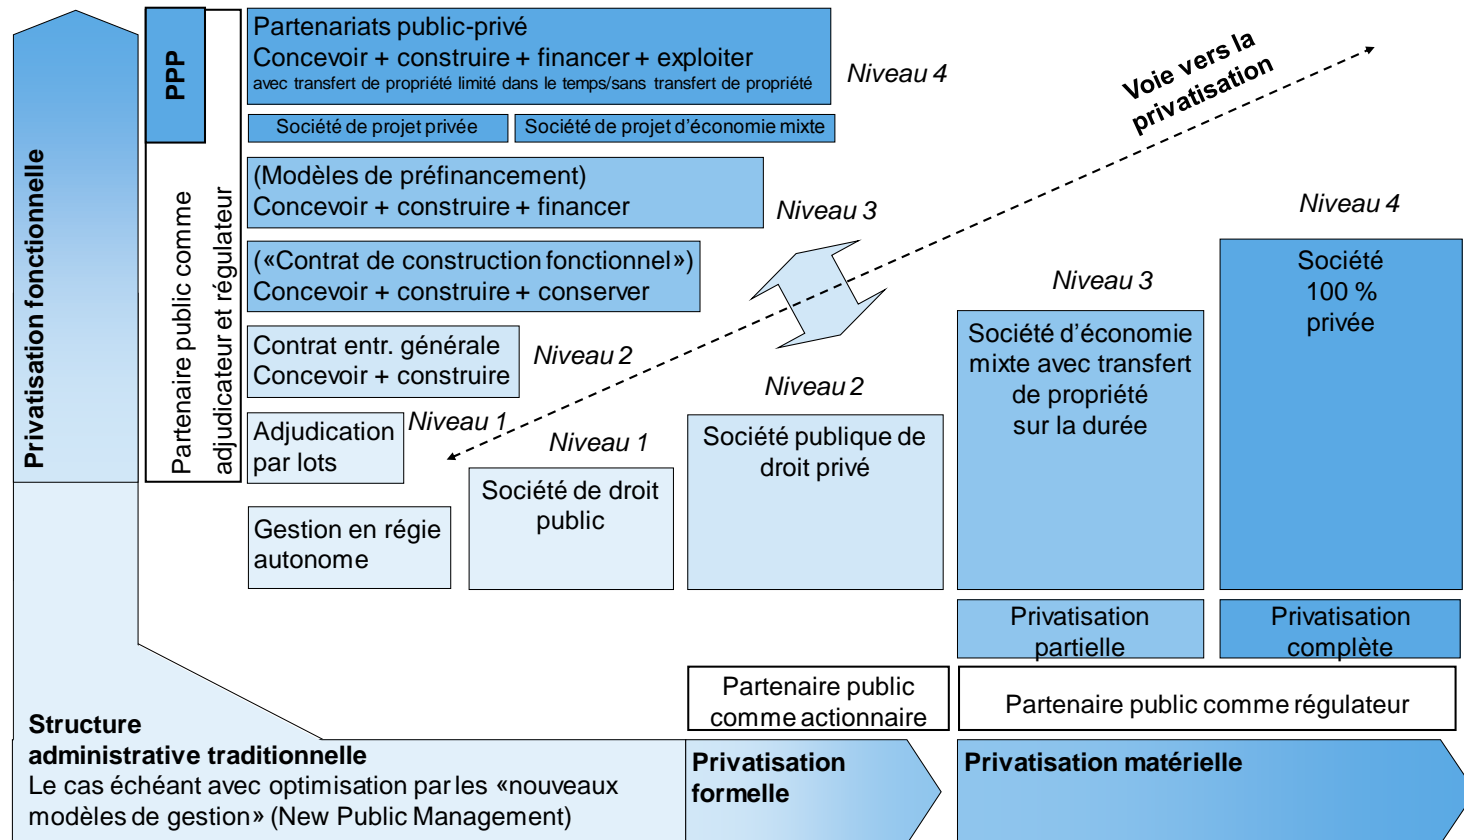 Partenariats public-privé
Concevoir + construire + financer + exploiter
avec transfert de propriété limité dans le temps/sans transfert de propriété
Niveau 4
PPP
Société de projet privée
Société de projet d'économie mixte
Voie vers la
privatisation
(Modèles de préfinancement)
Concevoir + construire + financer
Niveau 3
(«Contrat de construction fonctionnel»)
Concevoir + construire + conserver
Contrat entr. générale
Concevoir + construire
Niveau 2
Adjudication
par lots
Niveau 1
Privatisation fonctionnelle
Partenaire public comme
adjudicateur et régulateur
Gestion en régie
autonome
Niveau 1
Société de droit
public
Niveau 2
Société publique de
droit privé
Niveau 3
Société d'économie
mixte avec transfert
de propriété
sur la durée
Niveau 4
Société
100 %
privée
Privatisation
partielle
Privatisation
complète
Partenaire public
comme actionnaire
Partenaire public comme régulateur
Structure
administrative traditionnelle
Le cas échéant avec optimisation par les «nouveaux
modèles de gestion» (New Public Management)
Privatisation
formelle
Privatisation matérielle